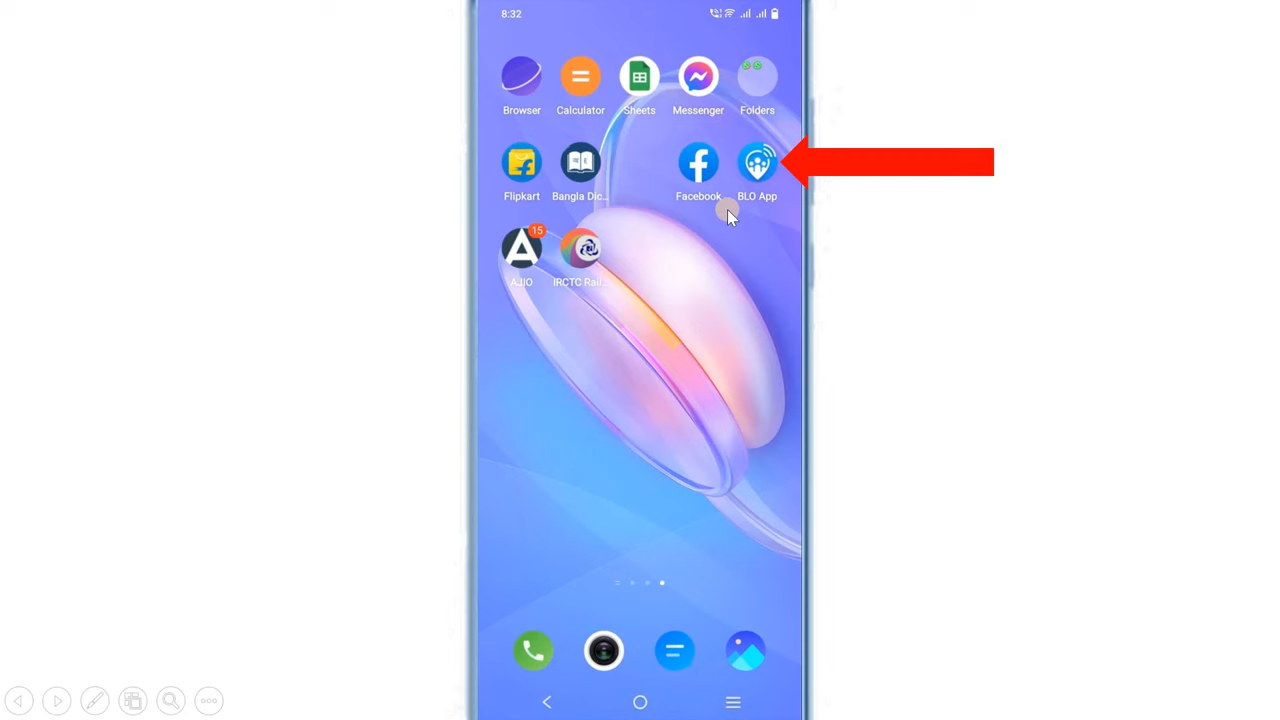 8:32
Browser Calculator Sheets Messenger Folders
Flipkart Bangla Dic... Facebook BLO App
15
AJIO IRCTC Rail...